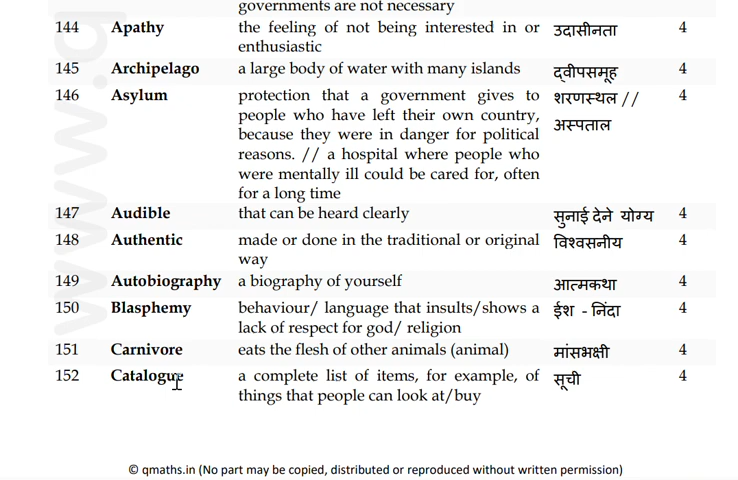 governments are not necessary
144 Apathy the feeling of not being interested in or उदासीनता 4
enthusiastic
145 Archipelago a large body of water with many islands द्वीपसमूह 4
146 Asylum protection that a government gives to शरणस्थल // 4
people who have left their own country, अस्पताल
because they were in danger for political
reasons. // a hospital where people who
were mentally ill could be cared for, often
for a long time
147 Audible that can be heard clearly सुनाई देने योग्य 4
148 Authentic made or done in the traditional or original विश्वसनीय 4
way
149 Autobiography a biography of yourself आत्मकथा 4
150 Blasphemy behaviour/ language that insults/shows a ईश - निंदा 4
lack of respect for god/ religion
151 Carnivore eats the flesh of other animals (animal) मांसभक्षी 4
152 Catalogue a complete list of items, for example, of सूची 4
things that people can look at/buy
www.q
© qmaths.in (No part may be copied, distributed or reproduced without written permission)